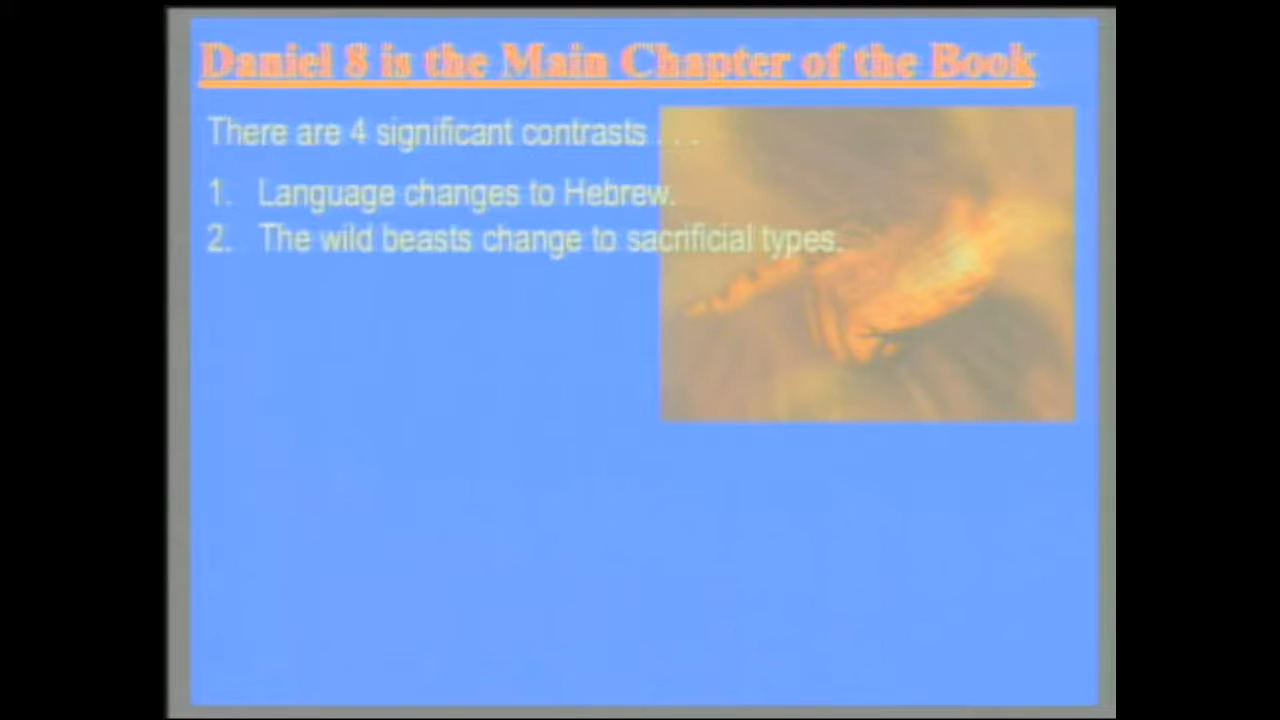 Daniel 8 is the Main Chapter of the Book
There are 4 significant contrasts . . .
1. Language changes to Hebrew.
2. The wild beasts change to sacrificial types.